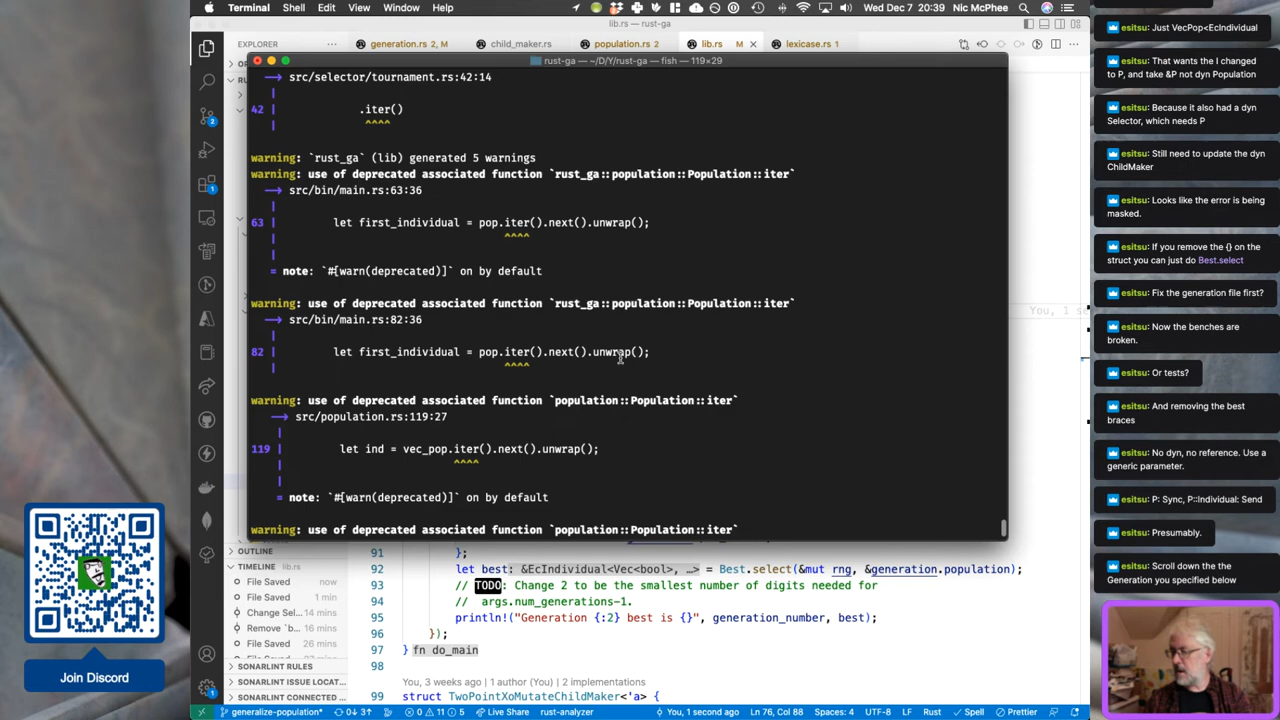 Terminal Shell Edit View Window Help
Wed Dec 7 20:39 Nic McPhee
lib.rs — rust-ga
EXPLORER
generation.rs 2, M
child_maker.rs
population.rs 2
lib.rs M
lexicase.rs 1
rust-ga — ~/D/Y/rust-ga — fish — 119×29
→ src/selector/tournament.rs:42:14
|
42 | .iter()
| ^^^^
warning: `rust_ga` (lib) generated 5 warnings
warning: use of deprecated associated function `rust_ga::population::Population::iter`
→ src/bin/main.rs:63:36
|
63 | let first_individual = pop.iter().next().unwrap();
| ^^^^
|
= note: `#[warn(deprecated)]` on by default
warning: use of deprecated associated function `rust_ga::population::Population::iter`
→ src/bin/main.rs:82:36
|
82 | let first_individual = pop.iter().next().unwrap();
| ^^^^
warning: use of deprecated associated function `population::Population::iter`
→ src/population.rs:119:27
|
119 | let ind = vec_pop.iter().next().unwrap();
| ^^^^
|
= note: `#[warn(deprecated)]` on by default
warning: use of deprecated associated function `population::Population::iter`
You, 1 se
91 };
92 let best: &EcIndividual<Vec<bool>, …> = Best.select(&mut rng, &generation.population);
93 // TODO: Change 2 to be the smallest number of digits needed for
94 // args.num_generations-1.
95 println!("Generation {:2} best is {}", generation_number, best);
96 });
97 } fn do_main
98
You, 3 weeks ago | 1 author (You) | 2 implementations
99 struct TwoPointXoMutateChildMaker<'a> {
OUTLINE
TIMELINE lib.rs
File Saved now
File Saved 1 min
Change Sel... 14 mins
Remove `b... 16 mins
File Saved 26 mins
SONARLINT RULES
SONARLINT ISSUE LOCAT...
SONARLINT CONNECTED ...
generalize-population* 0↓ 3↑ 0 11 5 Live Share rust-analyzer You, 1 second ago Ln 76, Col 88 Spaces: 4 UTF-8 LF Rust Spell Prettier
Join Discord
esitsu: Just VecPop<EcIndividual
esitsu: That wants the I changed to P, and take &P not dyn Population
esitsu: Because it also had a dyn Selector, which needs P
esitsu: Still need to update the dyn ChildMaker
esitsu: Looks like the error is being masked.
esitsu: If you remove the {} on the struct you can just do Best.select
esitsu: Fix the generation file first?
esitsu: Now the benches are broken.
esitsu: Or tests?
esitsu: And removing the best braces
esitsu: No dyn, no reference. Use a generic parameter.
esitsu: P: Sync, P::Individual: Send
esitsu: Presumably.
esitsu: Scroll down the the Generation you specified below